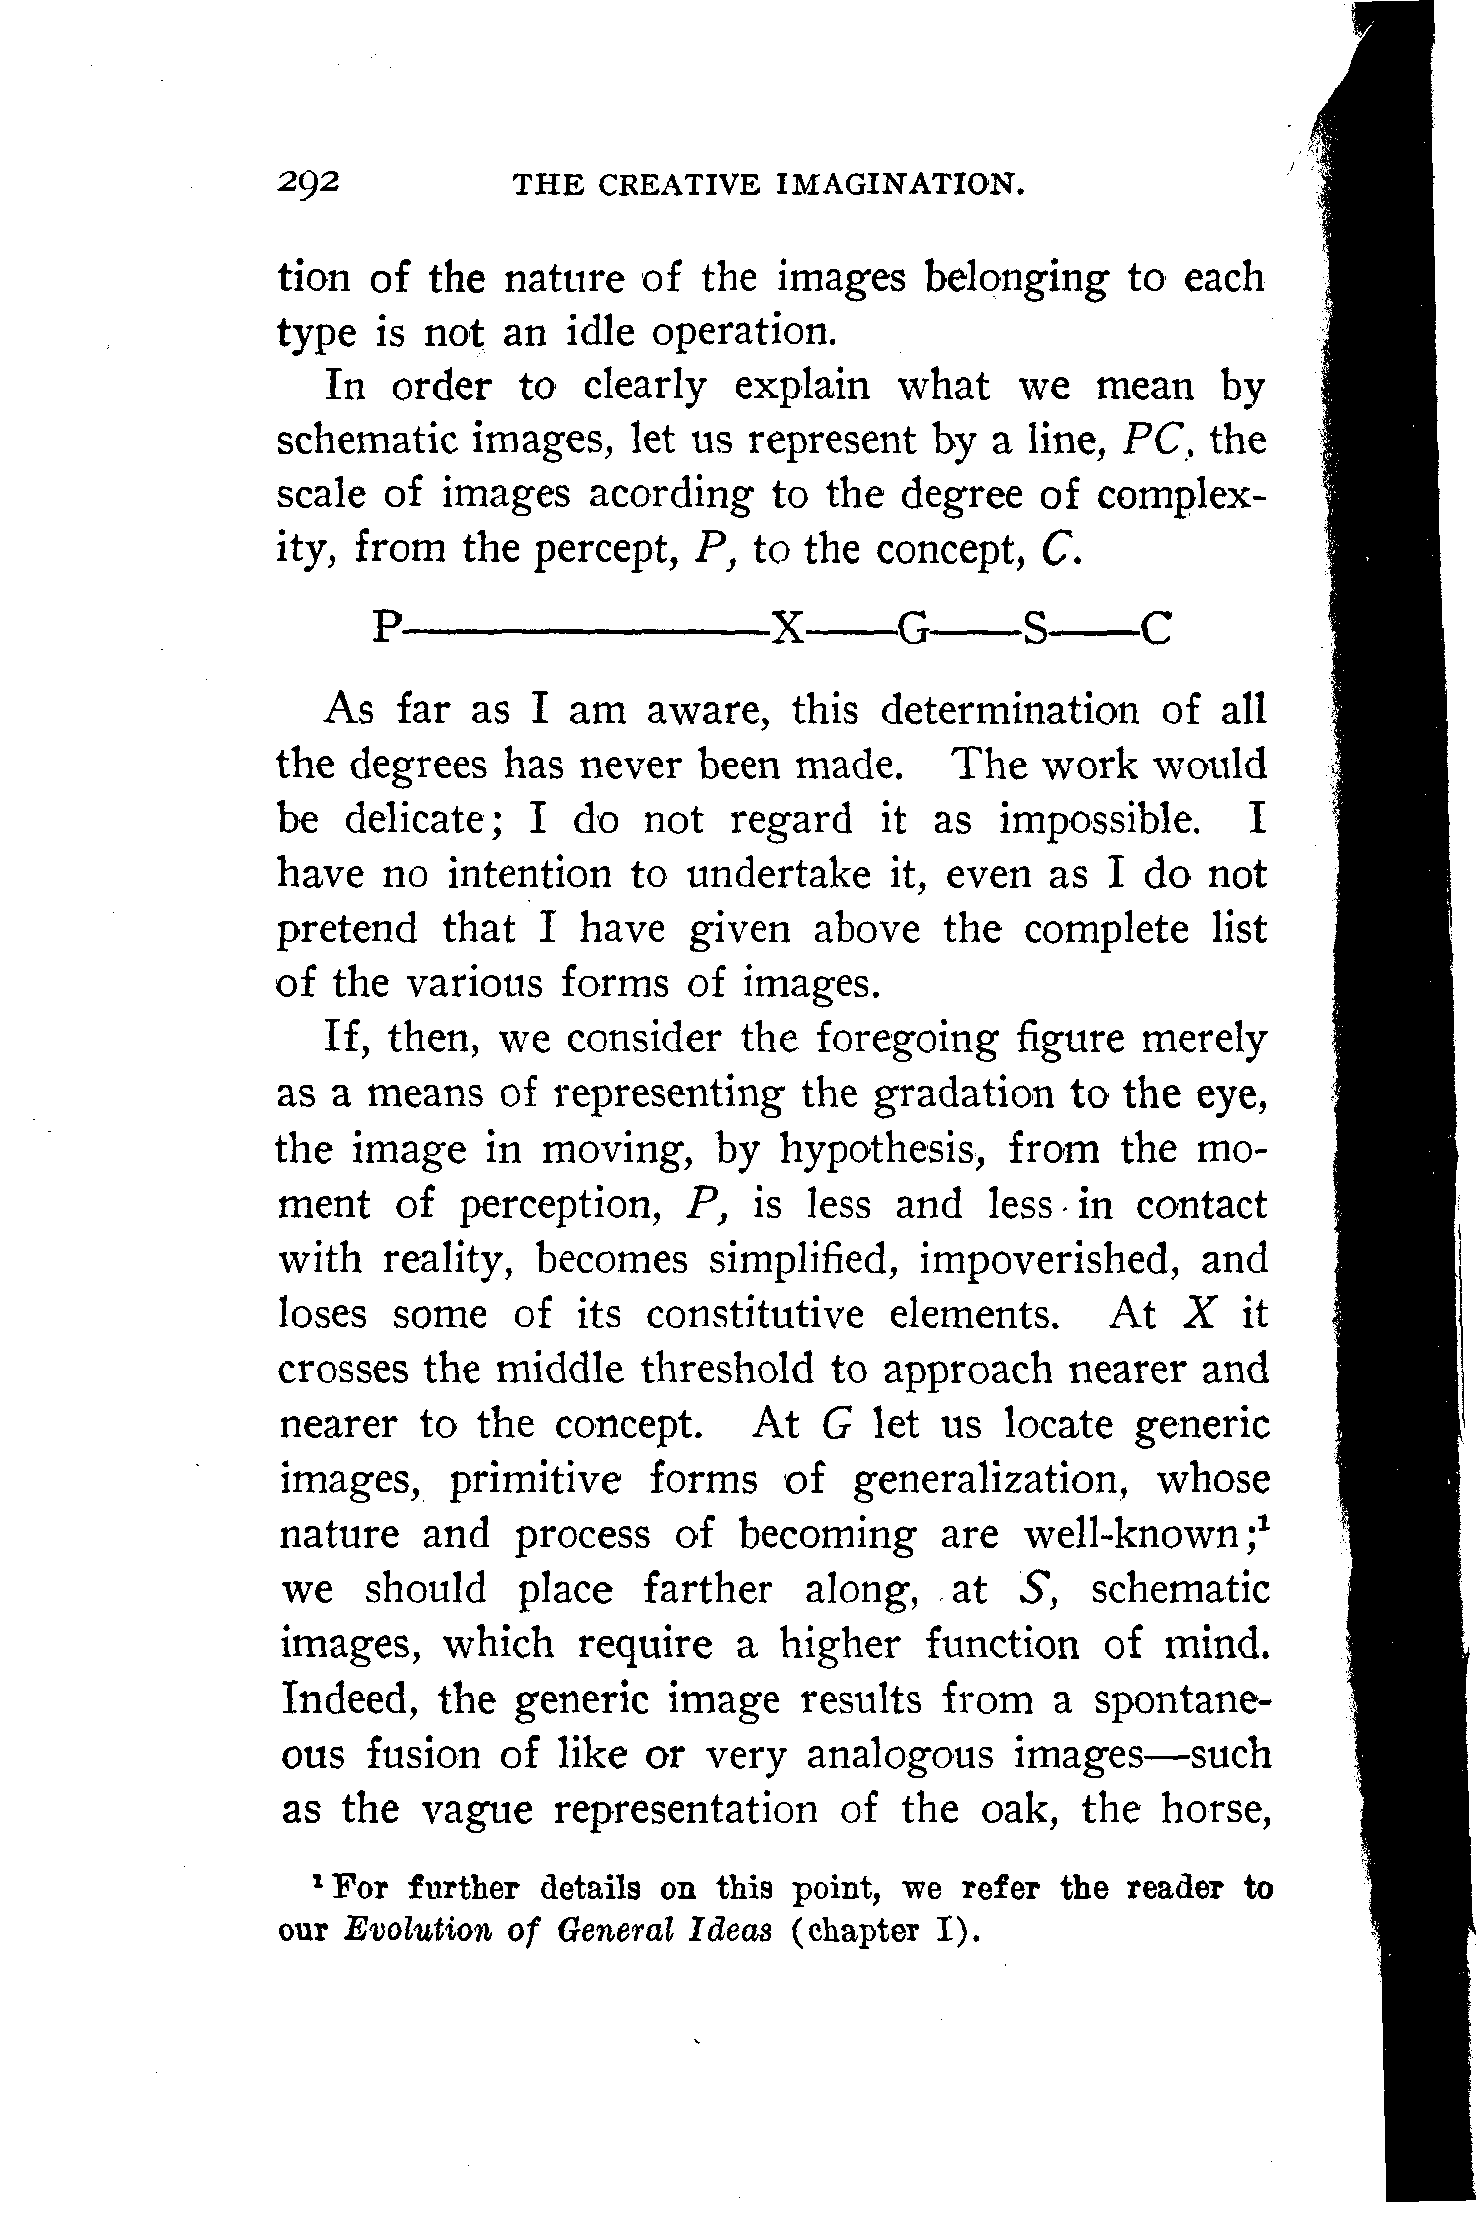 292 THE CREATIVE IMAGINATION.
tion of the nature of the images belonging to each
type is not an idle operation.
In order to clearly explain what we mean by
schematic images, let us represent by a line, PC, the
scale of images acording to the degree of complex-
ity, from the percept, P, to the concept, C.
P————X——G——S——C
As far as I am aware, this determination of all
the degrees has never been made. The work would
be delicate; I do not regard it as impossible. I
have no intention to undertake it, even as I do not
pretend that I have given above the complete list
of the various forms of images.
If, then, we consider the foregoing figure merely
as a means of representing the gradation to the eye,
the image in moving, by hypothesis, from the mo-
ment of perception, P, is less and less in contact
with reality, becomes simplified, impoverished, and
loses some of its constitutive elements. At X it
crosses the middle threshold to approach nearer and
nearer to the concept. At G let us locate generic
images, primitive forms of generalization, whose
nature and process of becoming are well-known;¹
we should place farther along, at S, schematic
images, which require a higher function of mind.
Indeed, the generic image results from a spontane-
ous fusion of like or very analogous images—such
as the vague representation of the oak, the horse,
¹ For further details on this point, we refer the reader to
our Evolution of General Ideas (chapter I).